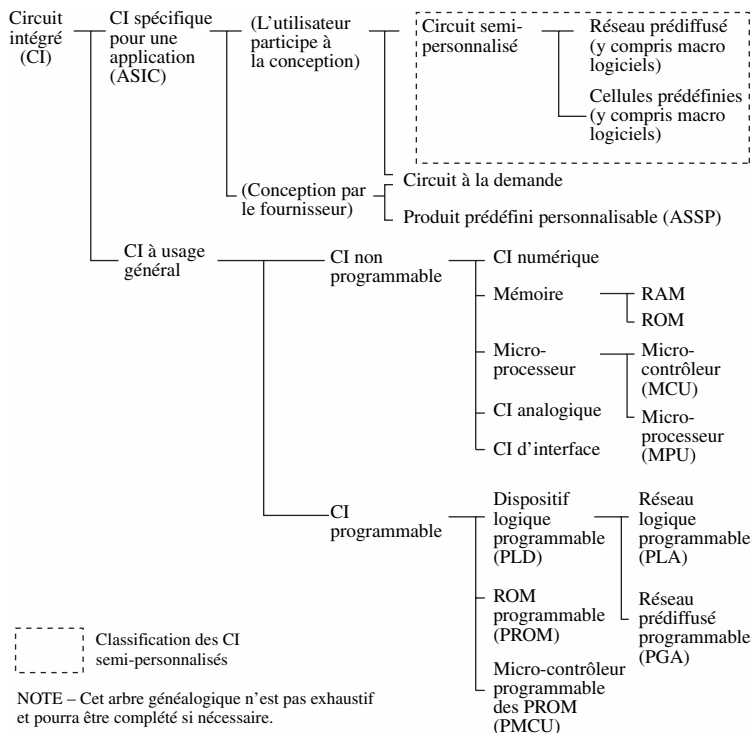 Circuit
intégré
(CI)
CI spécifique
pour une
application
(ASIC)
(L'utilisateur
participe à
la conception)
Circuit semi-
personnalisé
Réseau prédiffusé
(y compris macro
logiciels)
Cellules prédéfinies
(y compris macro
logiciels)
Circuit à la demande
(Conception par
le fournisseur)
Produit prédéfini personnalisable (ASSP)
CI à usage
général
CI non
programmable
CI numérique
Mémoire
RAM
ROM
Micro-
processeur
Micro-
contrôleur
(MCU)
Micro-
processeur
(MPU)
CI analogique
CI d'interface
CI
programmable
Dispositif
logique
programmable
(PLD)
Réseau
logique
programmable
(PLA)
Réseau
prédiffusé
programmable
(PGA)
ROM
programmable
(PROM)
Micro-contrôleur
programmable
des PROM
(PMCU)
Classification des CI
semi-personnalisés
NOTE – Cet arbre généalogique n'est pas exhaustif
et pourra être complété si nécessaire.